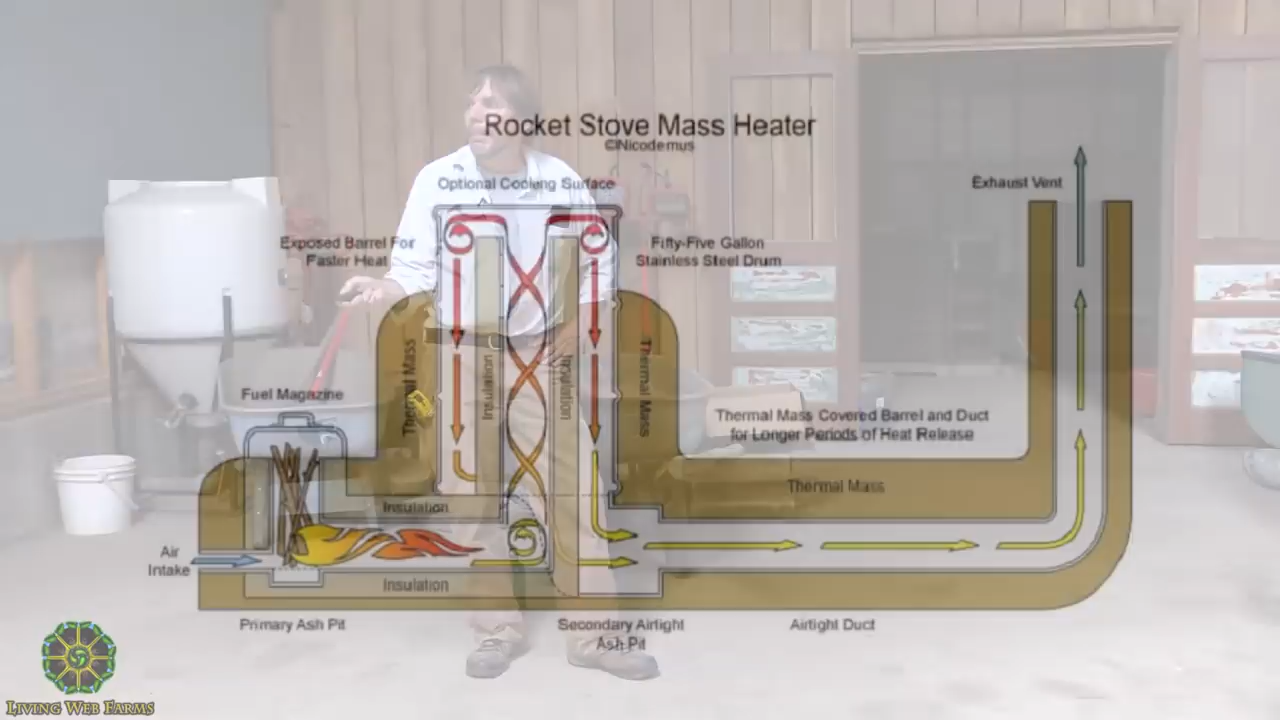 Rocket Stove Mass Heater
©Nicodemus
Optional Cooling Surface
Exhaust Vent
Exposed Barrel For
Faster Heat
Fifty-Five Gallon
Stainless Steel Drum
Thermal Mass
Insulation
Insulation
Thermal Mass
Fuel Magazine
Thermal Mass Covered Barrel and Duct
for Longer Periods of Heat Release
Thermal Mass
Insulation
Air
Intake
Insulation
Primary Ash Pit
Secondary Airtight
Ash Pit
Airtight Duct
LIVING WEB FARMS